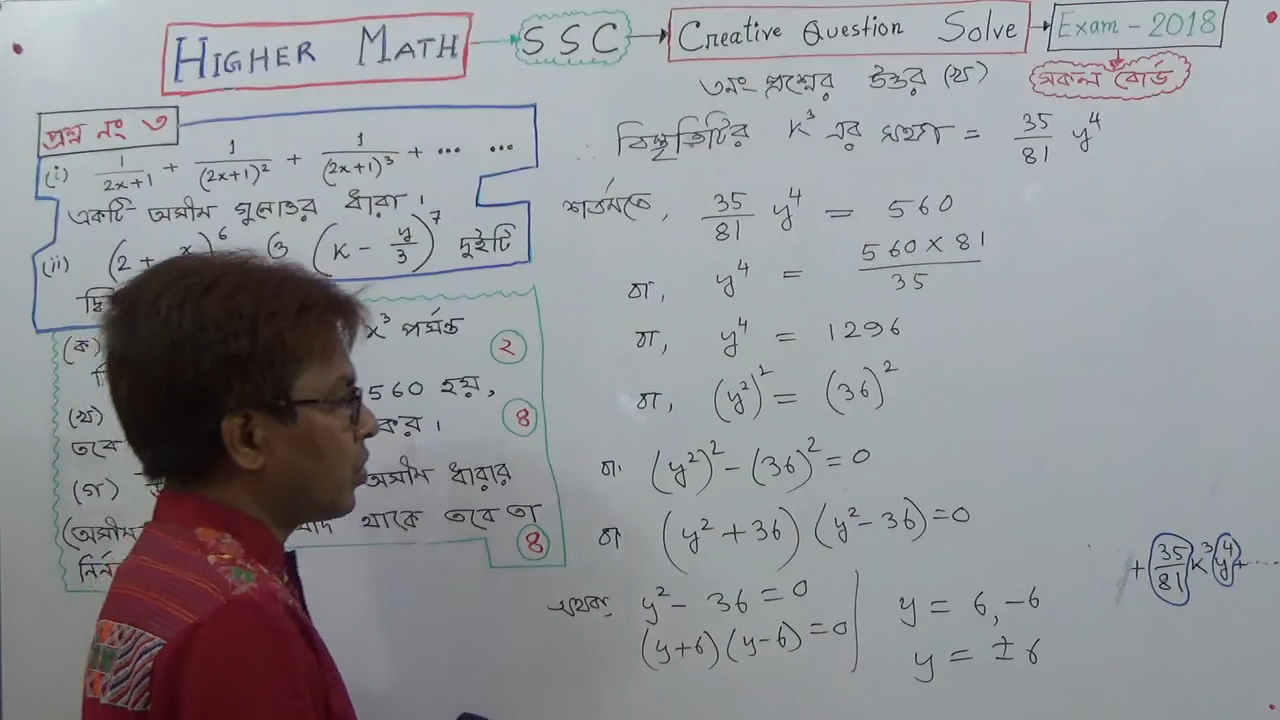 HIGHER MATH → SSC → Creative Question Solve → Exam - 2018
সকল বোর্ড
৩নং প্রশ্নের উত্তর (খ)
প্রশ্ন নং ৩
(i) 1/(2x+1) + 1/(2x+1)² + 1/(2x+1)³ + ... ...
একটি অসীম গুনোত্তর ধারা।
(ii) (2 + x)⁶ ও (K - y/3)⁷ দুইটি
দ্বি
(ক) x³ পর্যন্ত
২
(খ) 560 হয়,
তবে কর।
৪
(গ) অসীম ধারার
(অসীম যদি থাকে তবে তা
নির্ন
৪
∴ বিস্তৃতিটির K³ এর সহগ = 35/81 y⁴
শর্তমতে, 35/81 y⁴ = 560
বা, y⁴ = (560 × 81)/35
বা, y⁴ = 1296
বা, (y²)² = (36)²
বা, (y²)² - (36)² = 0
বা (y² + 36) (y² - 36) = 0
অথবা y² - 36 = 0
(y+6) (y-6) = 0
y = 6, -6
y = ± 6
+ 35/81 K³ y⁴ + ....